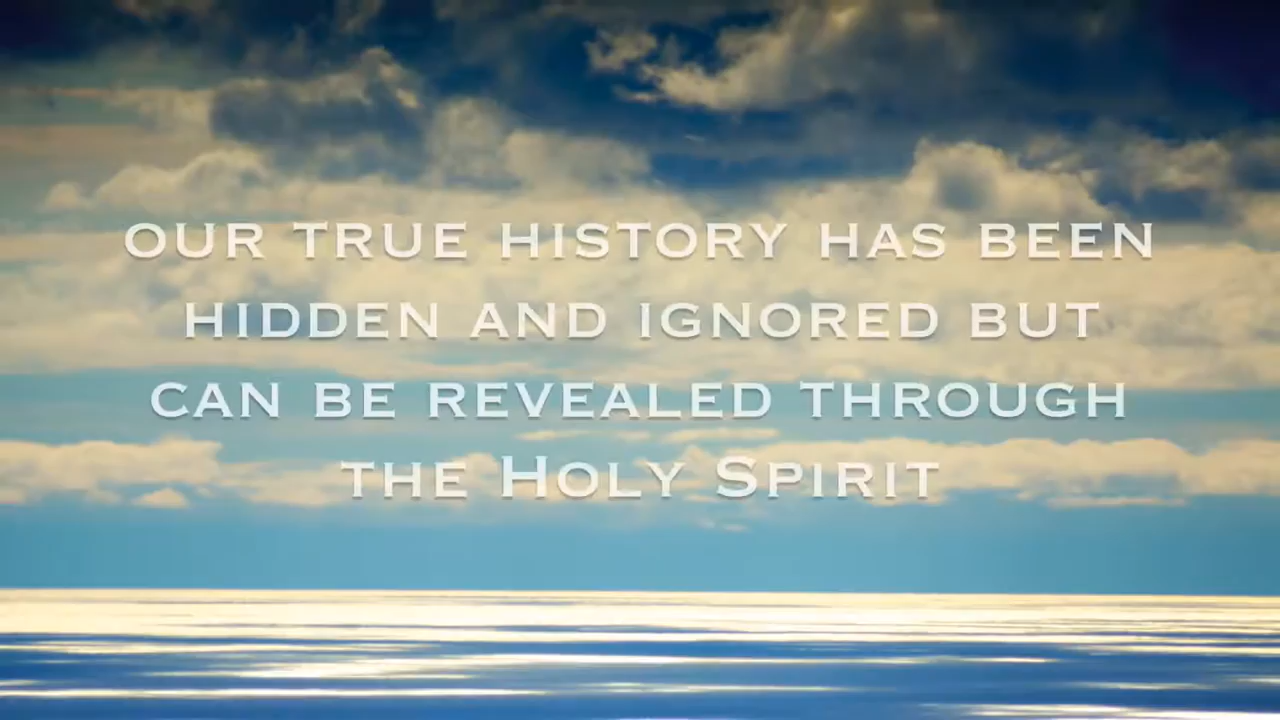 OUR TRUE HISTORY HAS BEEN
HIDDEN AND IGNORED BUT
CAN BE REVEALED THROUGH
THE HOLY SPIRIT